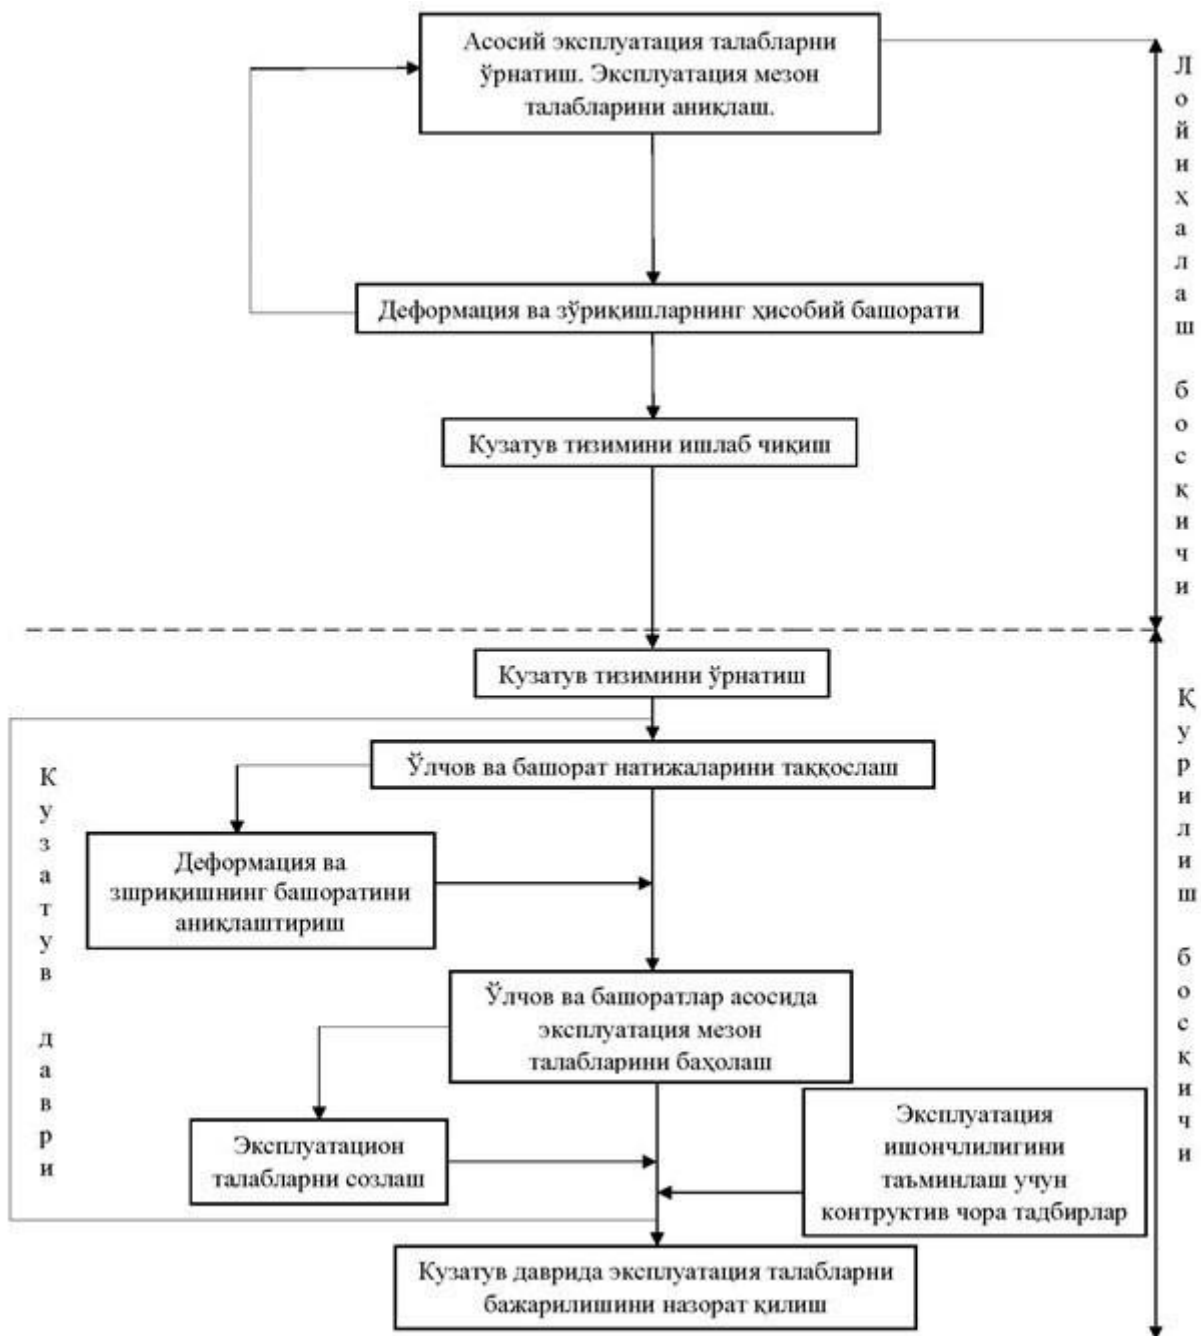 Асосий эксплуатация талабларни
ўрнатиш. Эксплуатация мезон
талабларини аниқлаш.
Деформация ва зўриқишларнинг ҳисобий башорати
Кузатув тизимини ишлаб чиқиш
Лойиҳалаш босқичи
Кузатув тизимини ўрнатиш
Ўлчов ва башорат натижаларини таққослаш
Деформация ва
зшриқишнинг башоратини
аниқлаштириш
Ўлчов ва башоратлар асосида
эксплуатация мезон
талабларини баҳолаш
Эксплуатацион
талабларни созлаш
Эксплуатация
ишончлилигини
таъминлаш учун
контруктив чора тадбирлар
Кузатув даврида эксплуатация талабларни
бажарилишини назорат қилиш
Кузатув даври
Қурилиш босқичи